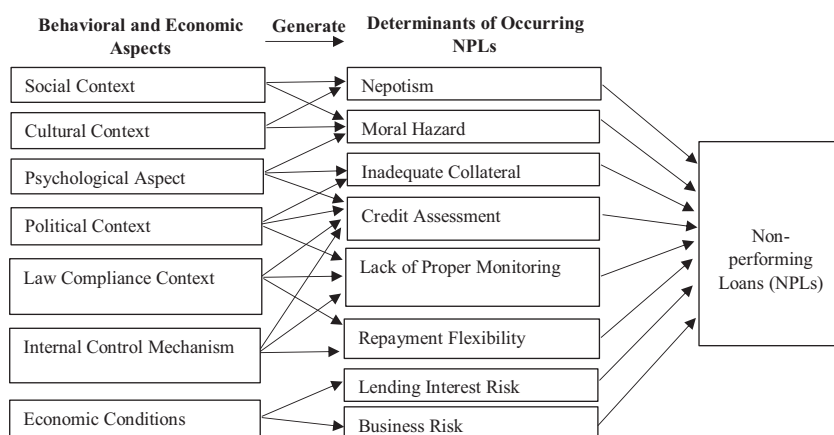 Behavioral and Economic
Aspects
Generate
Determinants of Occurring
NPLs
Social Context
Cultural Context
Psychological Aspect
Political Context
Law Compliance Context
Internal Control Mechanism
Economic Conditions
Nepotism
Moral Hazard
Inadequate Collateral
Credit Assessment
Lack of Proper Monitoring
Repayment Flexibility
Lending Interest Risk
Business Risk
Non-
performing
Loans (NPLs)